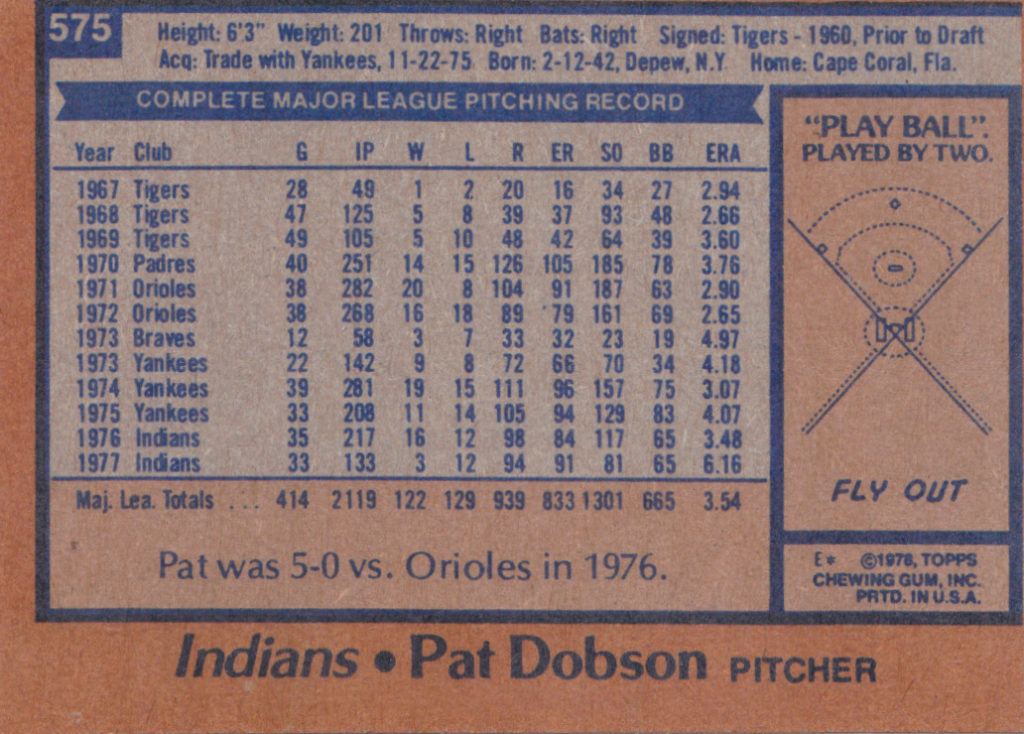 575
Height: 6'3" Weight: 201 Throws: Right Bats: Right Signed: Tigers - 1960, Prior to Draft
Acq: Trade with Yankees, 11-22-75 Born: 2-12-42, Depew, N.Y. Home: Cape Coral, Fla.
COMPLETE MAJOR LEAGUE PITCHING RECORD
Year Club G IP W L R ER SO BB ERA
1967 Tigers 28 49 1 2 20 16 34 27 2.94
1968 Tigers 47 125 5 8 39 37 93 48 2.66
1969 Tigers 49 105 5 10 48 42 64 39 3.60
1970 Padres 40 251 14 15 126 105 185 78 3.76
1971 Orioles 38 282 20 8 104 91 187 63 2.90
1972 Orioles 38 268 16 18 89 79 161 69 2.65
1973 Braves 12 58 3 7 33 32 23 19 4.97
1973 Yankees 22 142 9 8 72 66 70 34 4.18
1974 Yankees 39 281 19 15 111 96 157 75 3.07
1975 Yankees 33 208 11 14 105 94 129 83 4.07
1976 Indians 35 217 16 12 98 84 117 65 3.48
1977 Indians 33 133 3 12 94 91 81 65 6.16
Maj. Lea. Totals ... 414 2119 122 129 939 833 1301 665 3.54
Pat was 5-0 vs. Orioles in 1976.
"PLAY BALL".
PLAYED BY TWO.
FLY OUT
E* ©1978, TOPPS
CHEWING GUM, INC.
PRTD. IN U.S.A.
Indians • Pat Dobson PITCHER